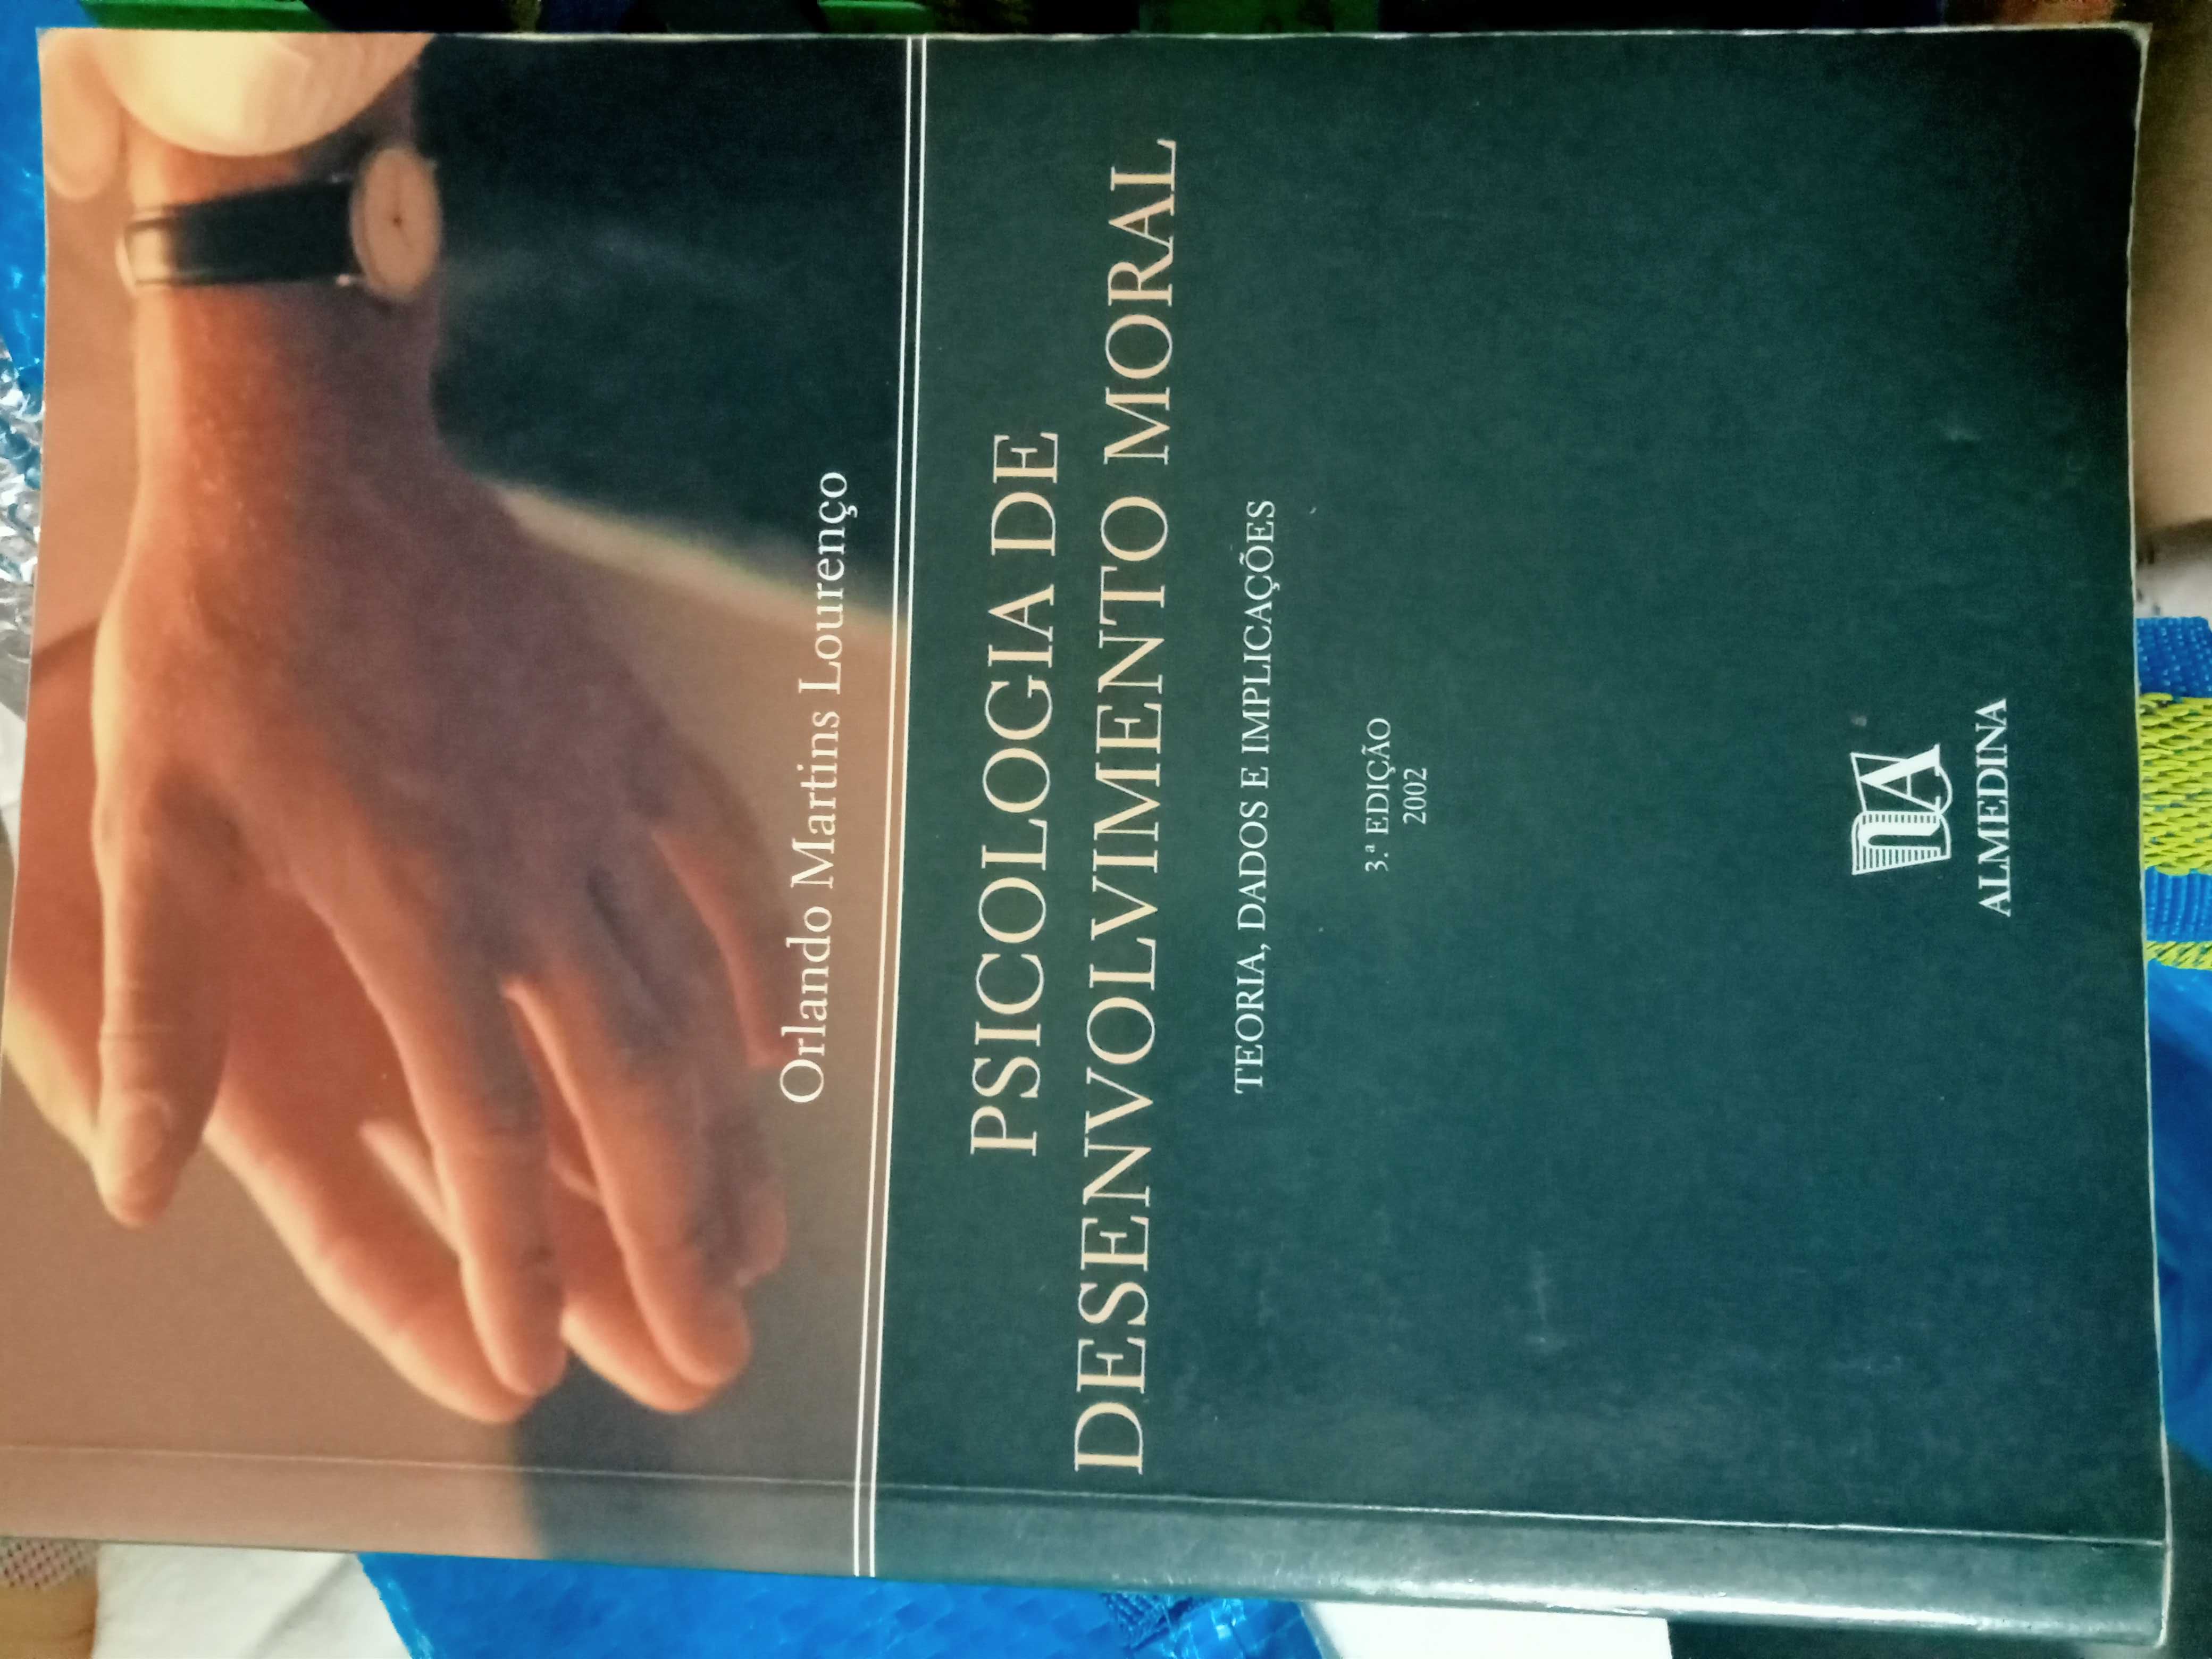 Orlando Martins Lourenço
PSICOLOGIA DE
DESENVOLVIMENTO MORAL
TEORIA, DADOS E IMPLICAÇÕES
3.ª EDIÇÃO
2002
ALMEDINA